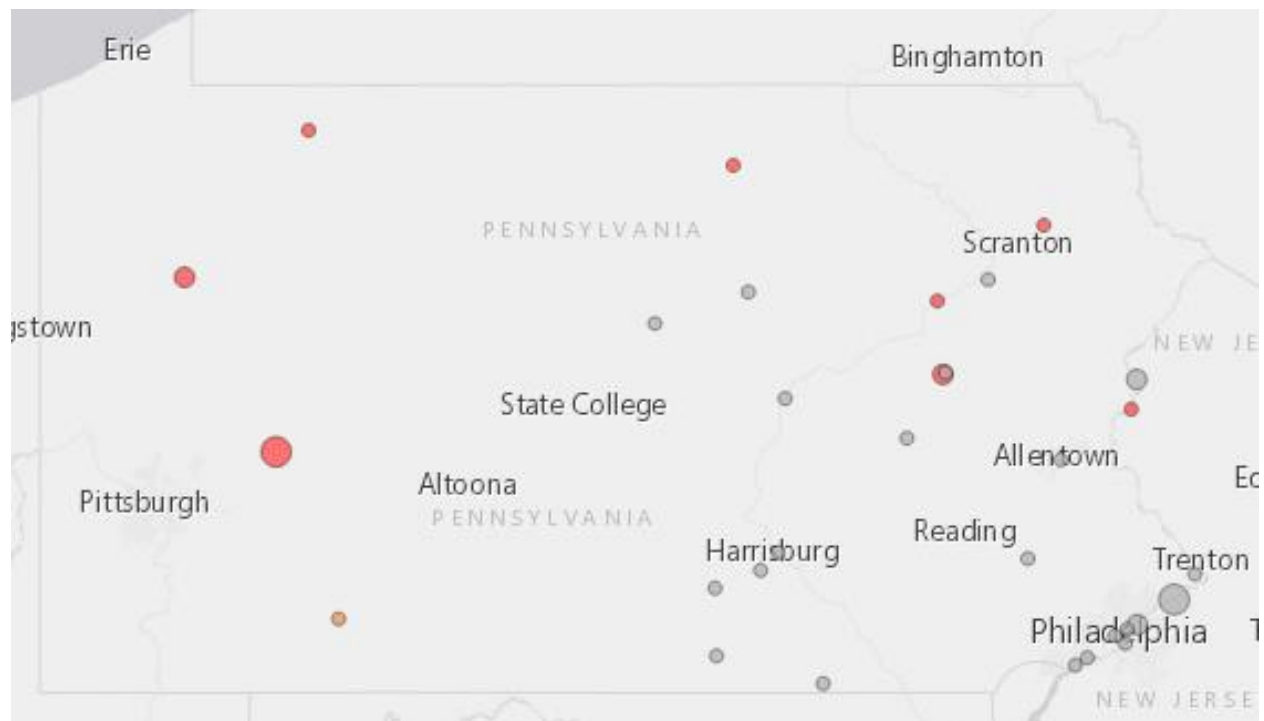 Erie
Binghamton
PENNSYLVANIA
Scranton
gstown
NEW JE
State College
Allentown
Altoona
Ec
Pittsburgh
PENNSYLVANIA
Reading
Harrisburg
Trenton
Philadelphia
T
NEW JERSE